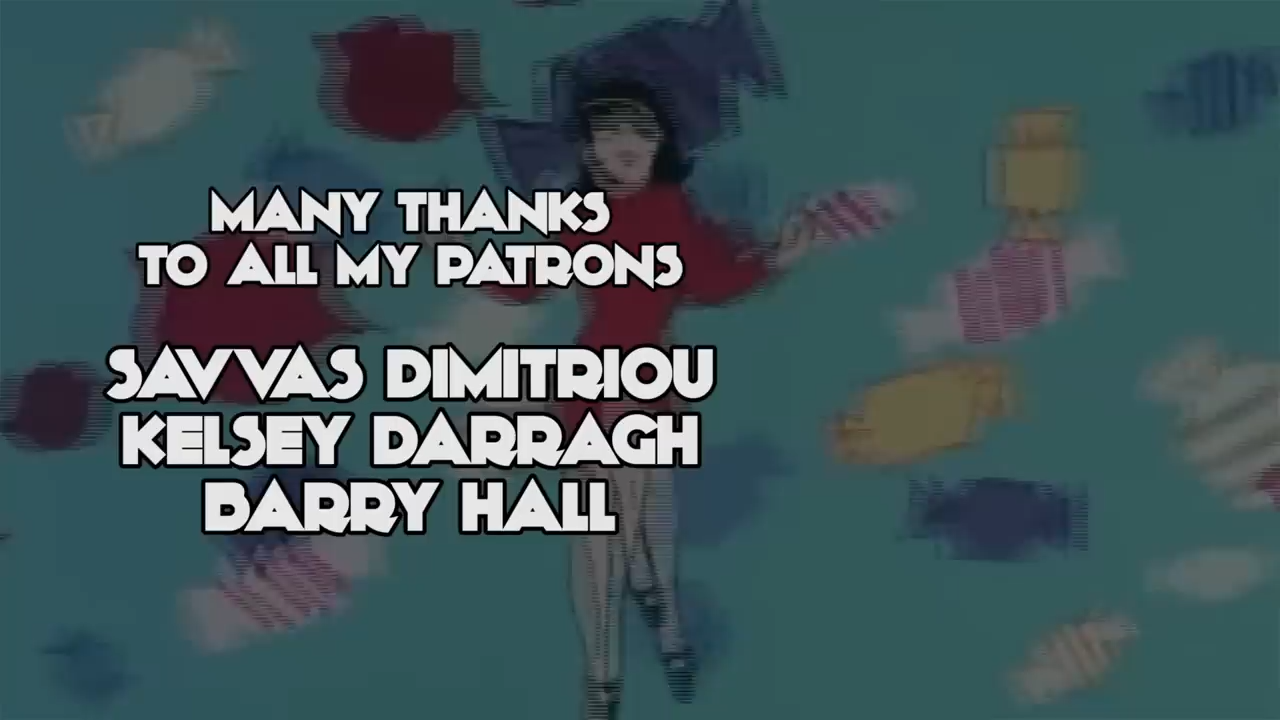 MANY THANKS
TO ALL MY PATRONS
SAVVAS DIMITRIOU
KELSEY DARRAGH
BARRY HALL